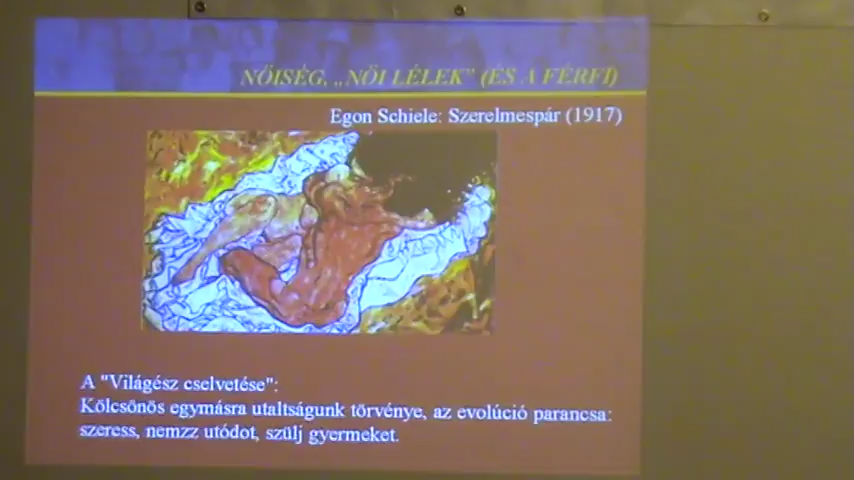 NŐISÉG, „NŐI LÉLEK” (ÉS A FÉRFI)
Egon Schiele: Szerelmespár (1917)
A "Világész cselvetése":
Kölcsönös egymásra utaltságunk törvénye, az evolúció parancsa:
szeress, nemzz utódot, szülj gyermeket.